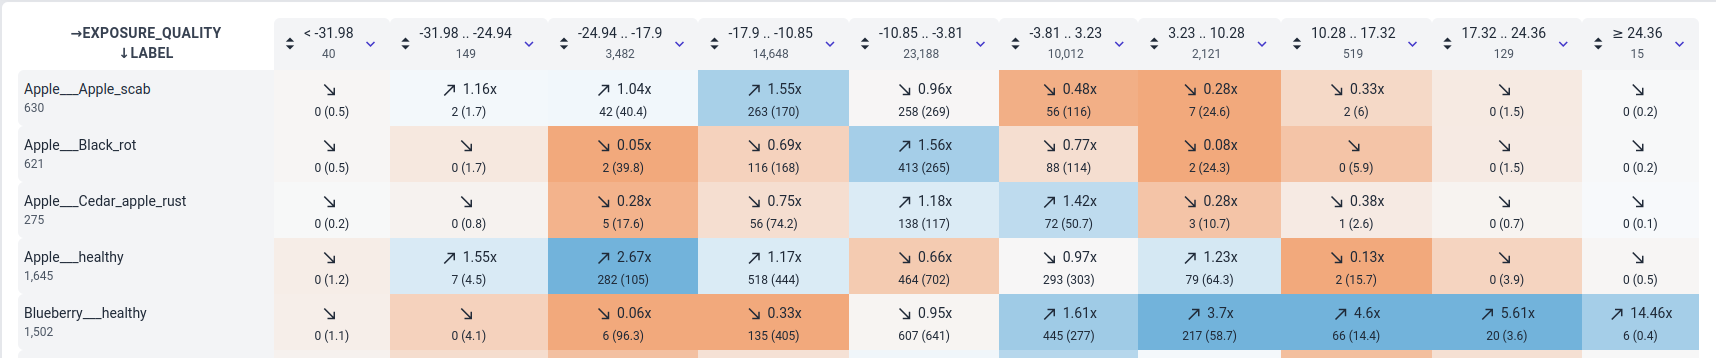 →EXPOSURE_QUALITY < -31.98 -31.98 .. -24.94 -24.94 .. -17.9 -17.9 .. -10.85 -10.85 .. -3.81 -3.81 .. 3.23 3.23 .. 10.28 10.28 .. 17.32 17.32 .. 24.36 ≥ 24.36
↓LABEL 40 149 3,482 14,648 23,188 10,012 2,121 519 129 15
Apple___Apple_scab ↘ ↗ 1.16x ↗ 1.04x ↗ 1.55x ↘ 0.96x ↘ 0.48x ↘ 0.28x ↘ 0.33x ↘ ↘
630 0 (0.5) 2 (1.7) 42 (40.4) 263 (170) 258 (269) 56 (116) 7 (24.6) 2 (6) 0 (1.5) 0 (0.2)
Apple___Black_rot ↘ ↘ ↘ 0.05x ↘ 0.69x ↗ 1.56x ↘ 0.77x ↘ 0.08x ↘ ↘ ↘
621 0 (0.5) 0 (1.7) 2 (39.8) 116 (168) 413 (265) 88 (114) 2 (24.3) 0 (5.9) 0 (1.5) 0 (0.2)
Apple___Cedar_apple_rust ↘ ↘ ↘ 0.28x ↘ 0.75x ↗ 1.18x ↗ 1.42x ↘ 0.28x ↘ 0.38x ↘ ↘
275 0 (0.2) 0 (0.8) 5 (17.6) 56 (74.2) 138 (117) 72 (50.7) 3 (10.7) 1 (2.6) 0 (0.7) 0 (0.1)
Apple___healthy ↘ ↗ 1.55x ↗ 2.67x ↗ 1.17x ↘ 0.66x ↘ 0.97x ↗ 1.23x ↘ 0.13x ↘ ↘
1,645 0 (1.2) 7 (4.5) 282 (105) 518 (444) 464 (702) 293 (303) 79 (64.3) 2 (15.7) 0 (3.9) 0 (0.5)
Blueberry___healthy ↘ ↘ ↘ 0.06x ↘ 0.33x ↘ 0.95x ↗ 1.61x ↗ 3.7x ↗ 4.6x ↗ 5.61x ↗ 14.46x
1,502 0 (1.1) 0 (4.1) 6 (96.3) 135 (405) 607 (641) 445 (277) 217 (58.7) 66 (14.4) 20 (3.6) 6 (0.4)